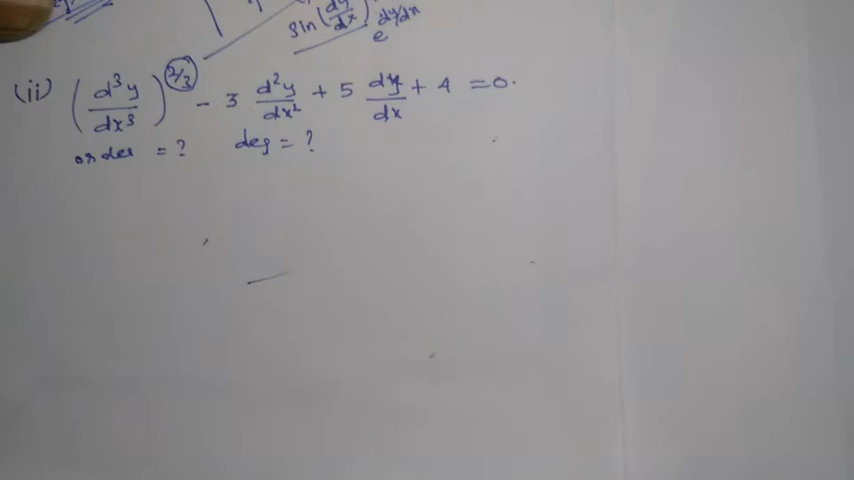 sin(dy/dx) e^dy/dx
(ii) (d³y/dx³)^2/3 - 3 d²y/dx² + 5 dy/dx + 4 = 0.
order = ? deg = ?